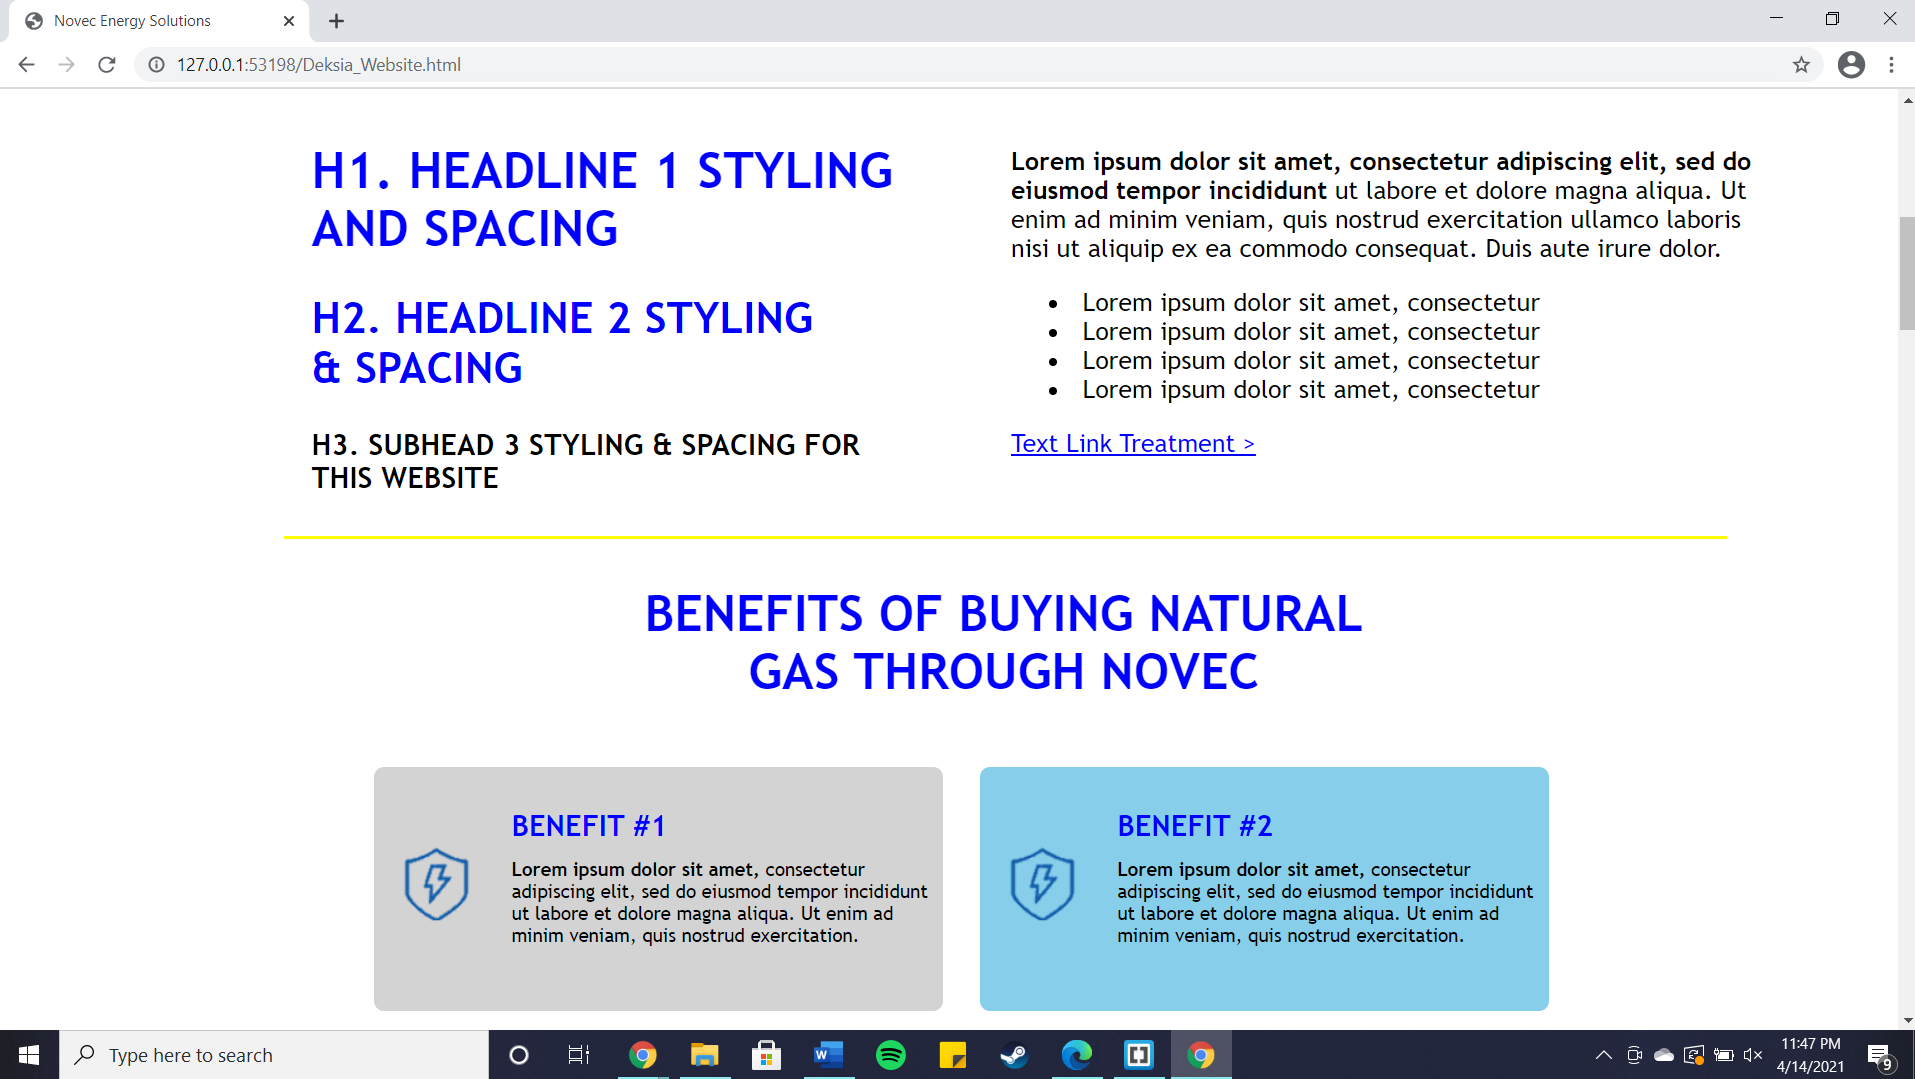 Novec Energy Solutions
127.0.0.1:53198/Deksia_Website.html
H1. HEADLINE 1 STYLING
AND SPACING
H2. HEADLINE 2 STYLING
& SPACING
H3. SUBHEAD 3 STYLING & SPACING FOR
THIS WEBSITE
Lorem ipsum dolor sit amet, consectetur adipiscing elit, sed do
eiusmod tempor incididunt ut labore et dolore magna aliqua. Ut
enim ad minim veniam, quis nostrud exercitation ullamco laboris
nisi ut aliquip ex ea commodo consequat. Duis aute irure dolor.
• Lorem ipsum dolor sit amet, consectetur
• Lorem ipsum dolor sit amet, consectetur
• Lorem ipsum dolor sit amet, consectetur
• Lorem ipsum dolor sit amet, consectetur
Text Link Treatment >
BENEFITS OF BUYING NATURAL
GAS THROUGH NOVEC
BENEFIT #1
Lorem ipsum dolor sit amet, consectetur
adipiscing elit, sed do eiusmod tempor incididunt
ut labore et dolore magna aliqua. Ut enim ad
minim veniam, quis nostrud exercitation.
BENEFIT #2
Lorem ipsum dolor sit amet, consectetur
adipiscing elit, sed do eiusmod tempor incididunt
ut labore et dolore magna aliqua. Ut enim ad
minim veniam, quis nostrud exercitation.
Type here to search
W
11:47 PM
4/14/2021
9